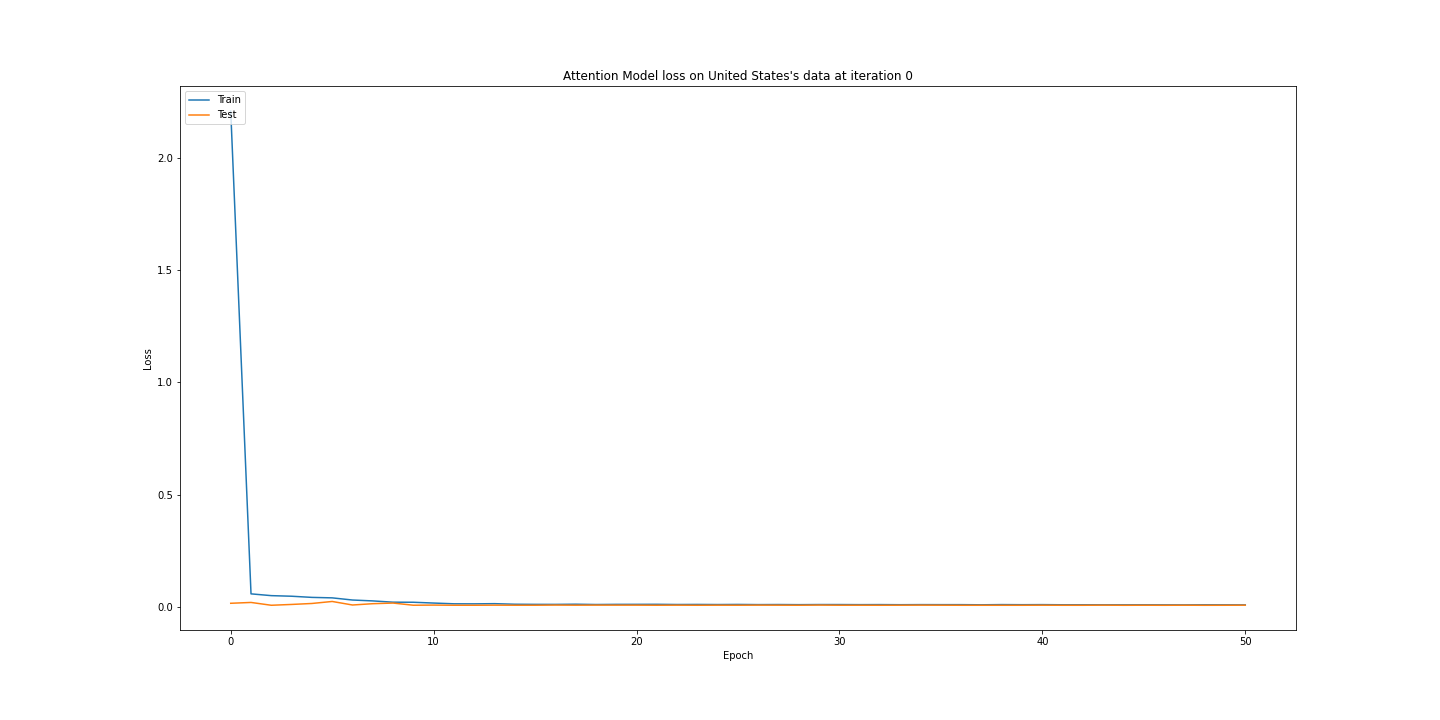 Attention Model loss on United States's data at iteration 0
Train
Test
2.0
1.5
1.0
0.5
0.0
Loss
0 10 20 30 40 50
Epoch